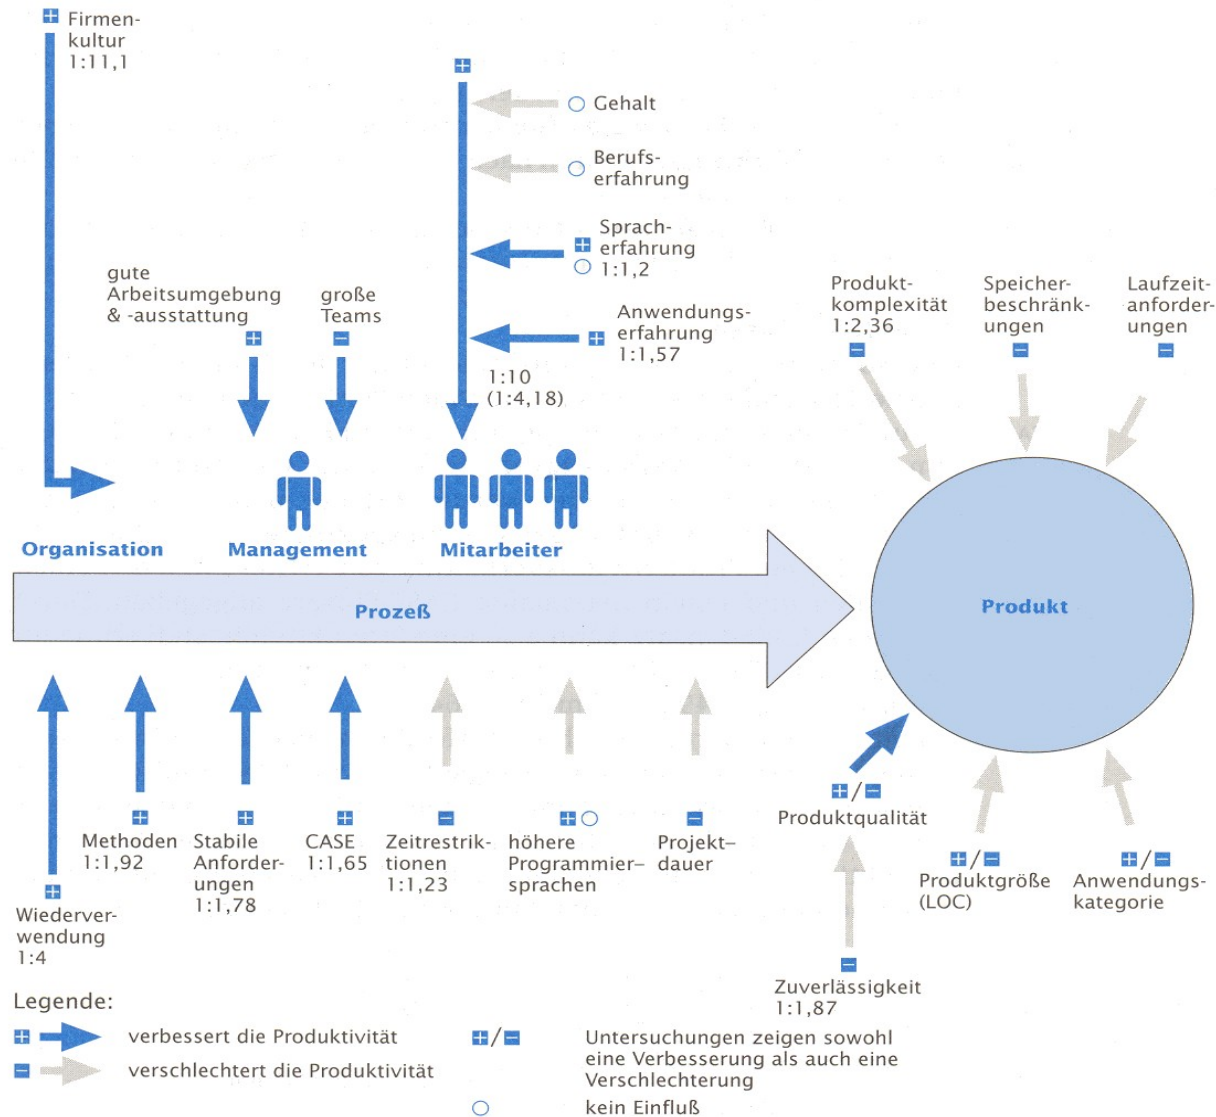 Firmen-
kultur
1:11,1
Gehalt
Berufs-
erfahrung
Sprach-
erfahrung
1:1,2
Anwendungs-
erfahrung
1:1,57
1:10
(1:4,18)
gute
Arbeitsumgebung
& -ausstattung
große
Teams
Produkt-
komplexität
1:2,36
Speicher-
beschränk-
ungen
Laufzeit-
anforder-
ungen
Organisation
Management
Mitarbeiter
Prozeß
Produkt
Wiederver-
wendung
1:4
Methoden
1:1,92
Stabile
Anforder-
ungen
1:1,78
CASE
1:1,65
Zeitrestrik-
tionen
1:1,23
höhere
Programmier-
sprachen
Projekt-
dauer
+/−
Produktqualität
+/−
Produktgröße
(LOC)
+/−
Anwendungs-
kategorie
Zuverlässigkeit
1:1,87
Legende:
verbessert die Produktivität
verschlechtert die Produktivität
+/−
Untersuchungen zeigen sowohl
eine Verbesserung als auch eine
Verschlechterung
kein Einfluß